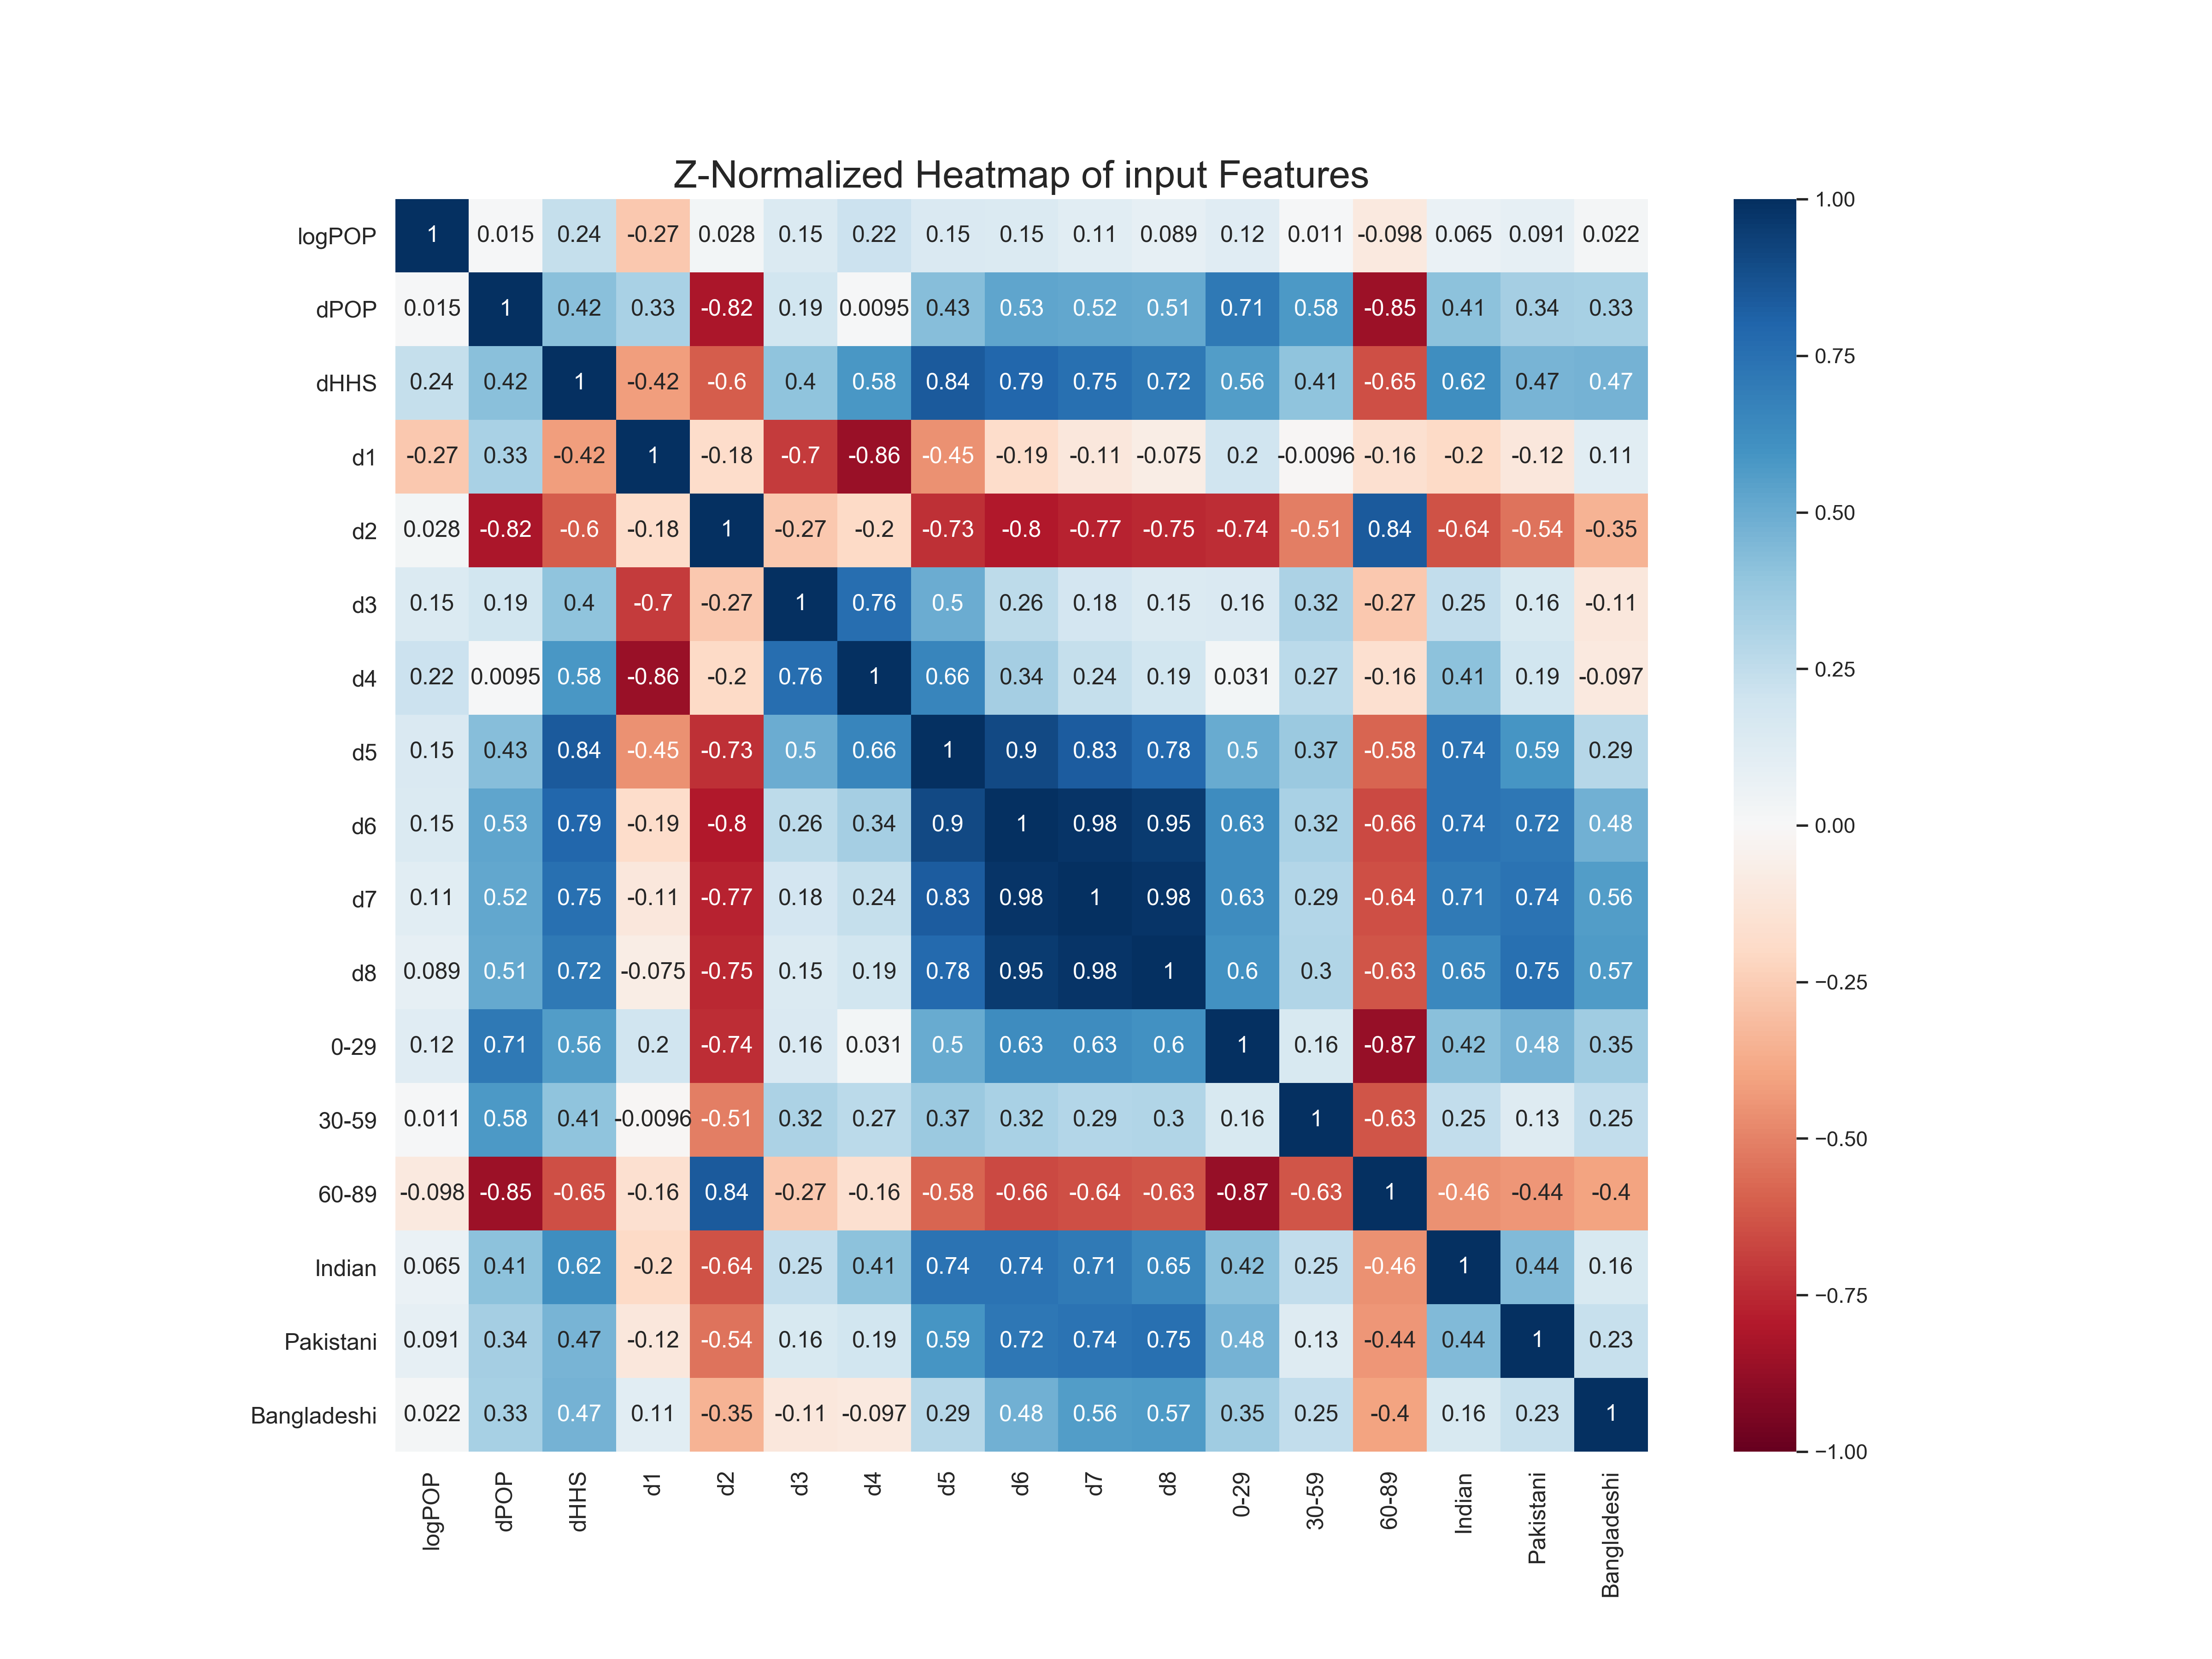 Z-Normalized Heatmap of input Features
logPOP 1 0.015 0.24 -0.27 0.028 0.15 0.22 0.15 0.15 0.11 0.089 0.12 0.011 -0.098 0.065 0.091 0.022
dPOP 0.015 1 0.42 0.33 -0.82 0.19 0.0095 0.43 0.53 0.52 0.51 0.71 0.58 -0.85 0.41 0.34 0.33
dHHS 0.24 0.42 1 -0.42 -0.6 0.4 0.58 0.84 0.79 0.75 0.72 0.56 0.41 -0.65 0.62 0.47 0.47
d1 -0.27 0.33 -0.42 1 -0.18 -0.7 -0.86 -0.45 -0.19 -0.11 -0.075 0.2 -0.0096 -0.16 -0.2 -0.12 0.11
d2 0.028 -0.82 -0.6 -0.18 1 -0.27 -0.2 -0.73 -0.8 -0.77 -0.75 -0.74 -0.51 0.84 -0.64 -0.54 -0.35
d3 0.15 0.19 0.4 -0.7 -0.27 1 0.76 0.5 0.26 0.18 0.15 0.16 0.32 -0.27 0.25 0.16 -0.11
d4 0.22 0.0095 0.58 -0.86 -0.2 0.76 1 0.66 0.34 0.24 0.19 0.031 0.27 -0.16 0.41 0.19 -0.097
d5 0.15 0.43 0.84 -0.45 -0.73 0.5 0.66 1 0.9 0.83 0.78 0.5 0.37 -0.58 0.74 0.59 0.29
d6 0.15 0.53 0.79 -0.19 -0.8 0.26 0.34 0.9 1 0.98 0.95 0.63 0.32 -0.66 0.74 0.72 0.48
d7 0.11 0.52 0.75 -0.11 -0.77 0.18 0.24 0.83 0.98 1 0.98 0.63 0.29 -0.64 0.71 0.74 0.56
d8 0.089 0.51 0.72 -0.075 -0.75 0.15 0.19 0.78 0.95 0.98 1 0.6 0.3 -0.63 0.65 0.75 0.57
0-29 0.12 0.71 0.56 0.2 -0.74 0.16 0.031 0.5 0.63 0.63 0.6 1 0.16 -0.87 0.42 0.48 0.35
30-59 0.011 0.58 0.41 -0.0096 -0.51 0.32 0.27 0.37 0.32 0.29 0.3 0.16 1 -0.63 0.25 0.13 0.25
60-89 -0.098 -0.85 -0.65 -0.16 0.84 -0.27 -0.16 -0.58 -0.66 -0.64 -0.63 -0.87 -0.63 1 -0.46 -0.44 -0.4
Indian 0.065 0.41 0.62 -0.2 -0.64 0.25 0.41 0.74 0.74 0.71 0.65 0.42 0.25 -0.46 1 0.44 0.16
Pakistani 0.091 0.34 0.47 -0.12 -0.54 0.16 0.19 0.59 0.72 0.74 0.75 0.48 0.13 -0.44 0.44 1 0.23
Bangladeshi 0.022 0.33 0.47 0.11 -0.35 -0.11 -0.097 0.29 0.48 0.56 0.57 0.35 0.25 -0.4 0.16 0.23 1
logPOP dPOP dHHS d1 d2 d3 d4 d5 d6 d7 d8 0-29 30-59 60-89 Indian Pakistani Bangladeshi
1.00
0.75
0.50
0.25
0.00
−0.25
−0.50
−0.75
−1.00